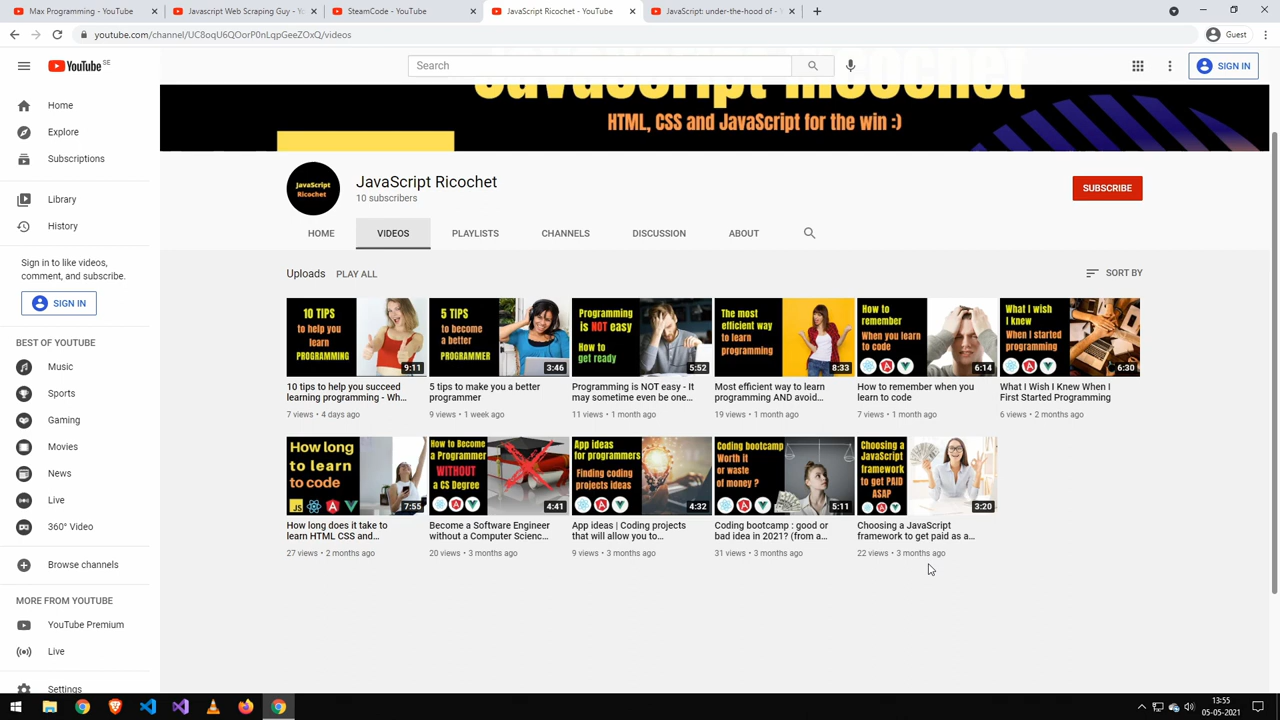 Max Programming - YouTube
Javascript Web Scraping Guy - Yo
SteamCode - YouTube
JavaScript Ricochet - YouTube
JavaScript: under-the-hood of - Y
youtube.com/channel/UC8oqU6QOorP0nLqpGeeZOxQ/videos
Guest
YouTube SE
Search
SIGN IN
JavaScript Ricochet
HTML, CSS and JavaScript for the win :)
Home
Explore
Subscriptions
Library
History
Sign in to like videos,
comment, and subscribe.
SIGN IN
BEST OF YOUTUBE
Music
Sports
Gaming
Movies
News
Live
360° Video
Browse channels
MORE FROM YOUTUBE
YouTube Premium
Live
Settings
JavaScript
Ricochet
JavaScript Ricochet
10 subscribers
SUBSCRIBE
HOME
VIDEOS
PLAYLISTS
CHANNELS
DISCUSSION
ABOUT
Uploads
PLAY ALL
SORT BY
10 TIPS
to help you
learn
PROGRAMMING
9:11
10 tips to help you succeed
learning programming - Wh...
7 views • 4 days ago
5 TIPS
to become
a better
PROGRAMMER
3:46
5 tips to make you a better
programmer
9 views • 1 week ago
Programming
is NOT easy
How to
get ready
5:52
Programming is NOT easy - It
may sometime even be one...
11 views • 1 month ago
The most
efficient way
to learn
programming
8:33
Most efficient way to learn
programming AND avoid...
19 views • 1 month ago
How to
remember
When you learn
to code
6:14
How to remember when you
learn to code
7 views • 1 month ago
What I wish
I knew
When I started
programming
6:30
What I Wish I Knew When I
First Started Programming
6 views • 2 months ago
How long
to learn
to code
JS
7:55
How long does it take to
learn HTML CSS and...
27 views • 2 months ago
How to Become
a Programmer
WITHOUT
a CS Degree
4:41
Become a Software Engineer
without a Computer Scienc...
20 views • 3 months ago
App ideas
for programmers
Finding coding
projects ideas
4:32
App ideas | Coding projects
that will allow you to...
9 views • 3 months ago
Coding bootcamp
Worth it
or waste
of money ?
5:11
Coding bootcamp : good or
bad idea in 2021? (from a...
31 views • 3 months ago
Choosing a
JavaScript
framework
to get PAID
ASAP
3:20
Choosing a JavaScript
framework to get paid as a...
22 views • 3 months ago
13:55
05-05-2021